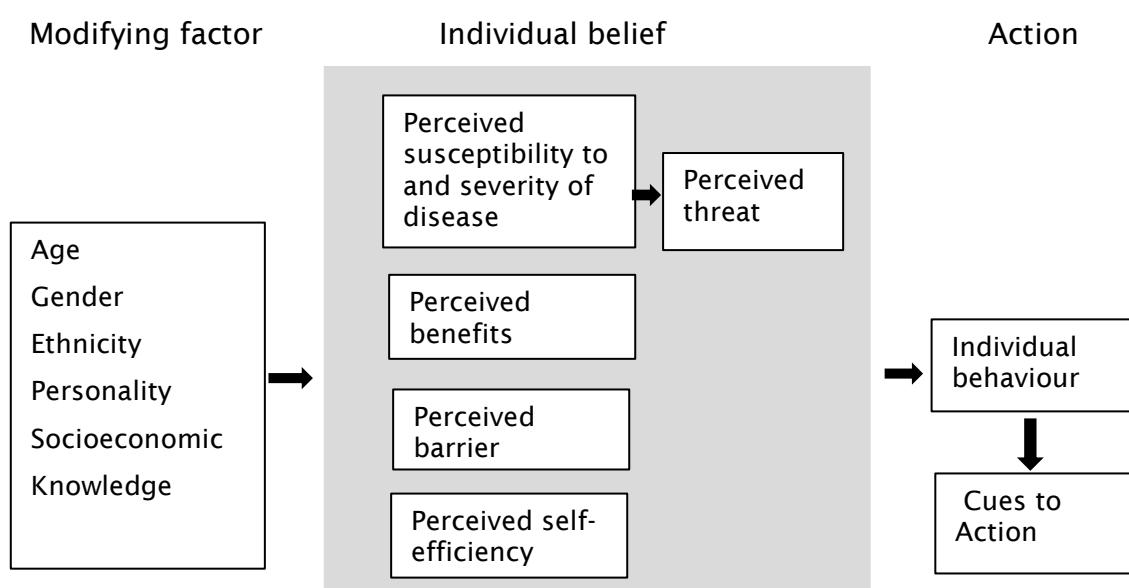 Modifying factor
Individual belief
Action
Age
Gender
Ethnicity
Personality
Socioeconomic
Knowledge
Perceived
susceptibility to
and severity of
disease
Perceived
threat
Perceived
benefits
Perceived
barrier
Perceived self-
efficiency
Individual
behaviour
Cues to
Action